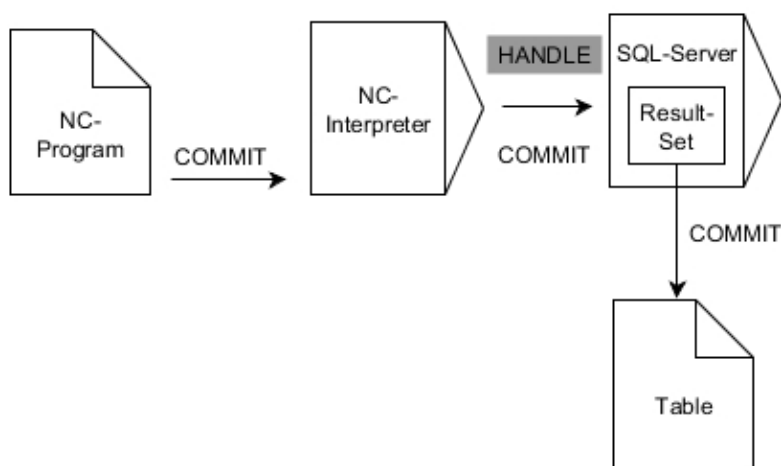 NC-
Program
COMMIT
NC-
Interpreter
HANDLE
COMMIT
SQL-Server
Result-
Set
COMMIT
Table